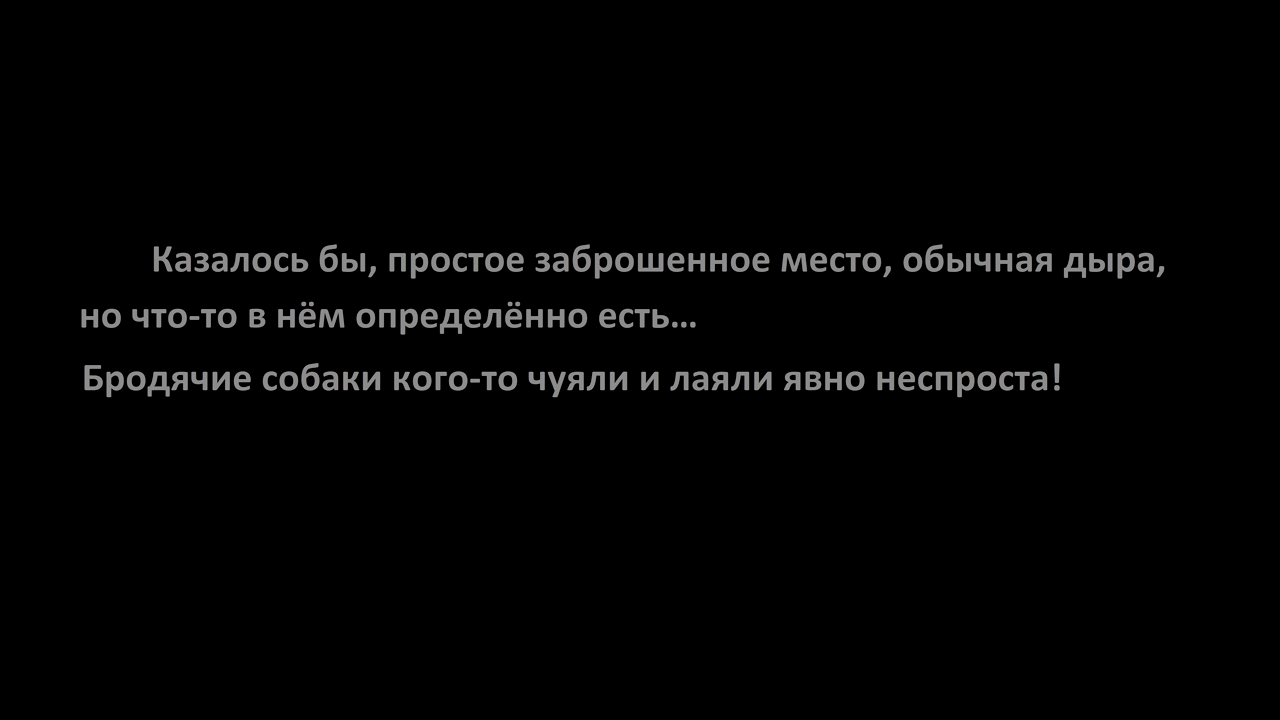 Казалось бы, простое заброшенное место, обычная дыра,
но что-то в нём определённо есть...
Бродячие собаки кого-то чуяли и лаяли явно неспроста!